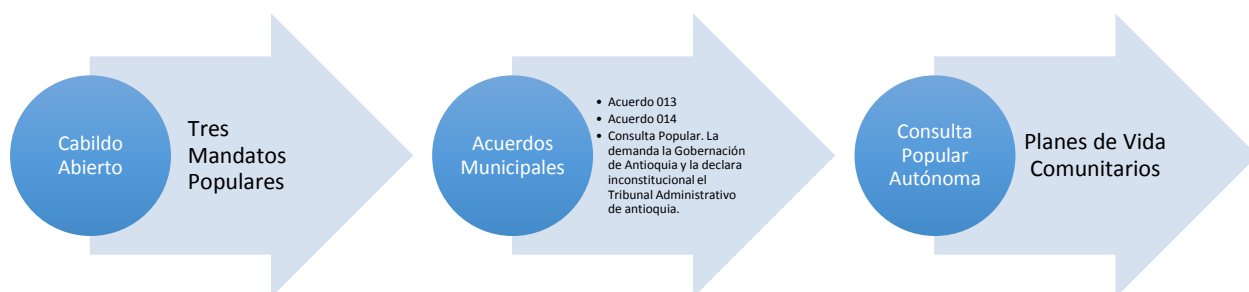 Cabildo
Abierto
Tres
Mandatos
Populares
Acuerdos
Municipales
• Acuerdo 013
• Acuerdo 014
• Consulta Popular. La
demanda la Gobernación
de Antioquia y la declara
inconstitucional el
Tribunal Administrativo
de antioquia.
Consulta
Popular
Autónoma
Planes de Vida
Comunitarios